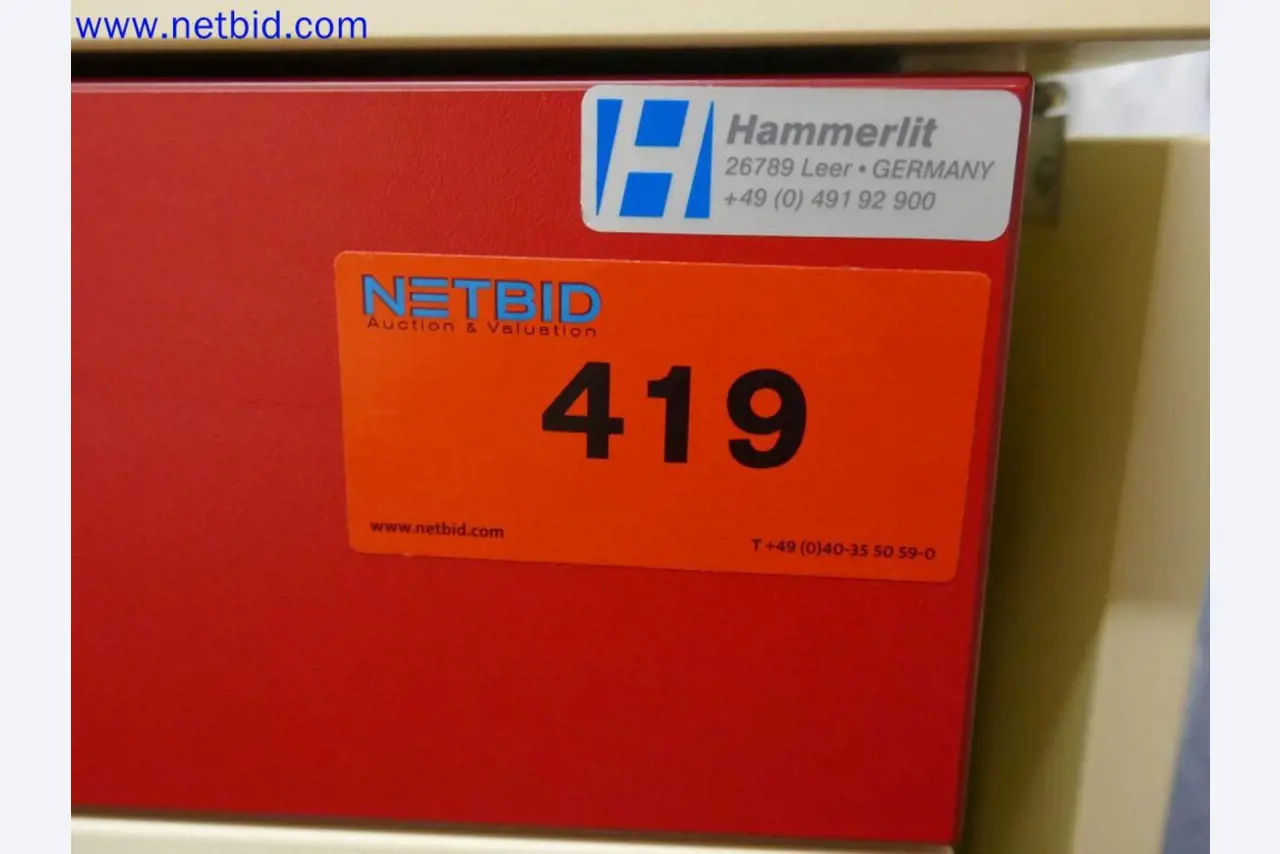 www.netbid.com
Hammerlit
26789 Leer • GERMANY
+49 (0) 491 92 900
NETBID
Auction & Valuation
419
www.netbid.com
T +49 (0)40-35 50 59-0